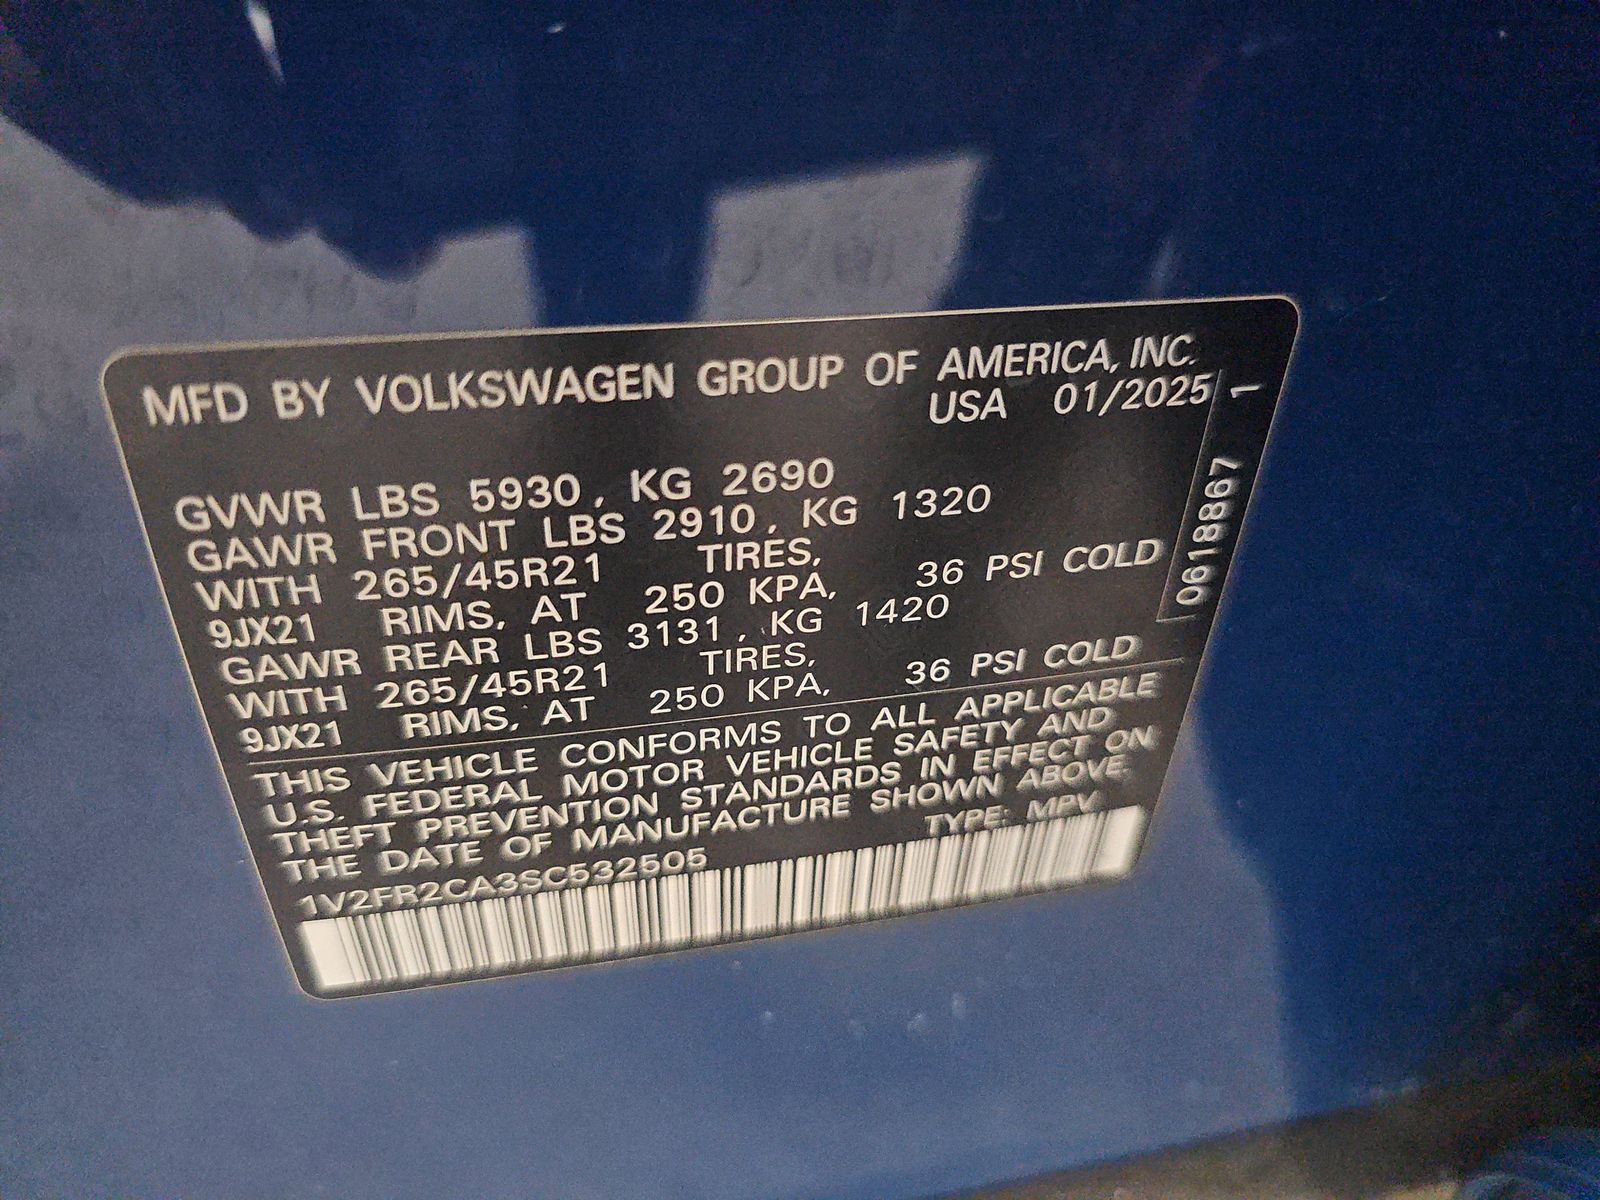 MFD BY VOLKSWAGEN GROUP OF AMERICA, INC.
USA 01/2025
GVWR LBS 5930, KG 2690
GAWR FRONT LBS 2910, KG 1320
WITH 265/45R21 TIRES,
9JX21 RIMS, AT 250 KPA, 36 PSI COLD
GAWR REAR LBS 3131, KG 1420
WITH 265/45R21 TIRES,
9JX21 RIMS, AT 250 KPA, 36 PSI COLD
THIS VEHICLE CONFORMS TO ALL APPLICABLE
U.S. FEDERAL MOTOR VEHICLE SAFETY AND
THEFT PREVENTION STANDARDS IN EFFECT ON
THE DATE OF MANUFACTURE SHOWN ABOVE.
TYPE: MPV
1V2FR2CA3SC532505
0618867 1